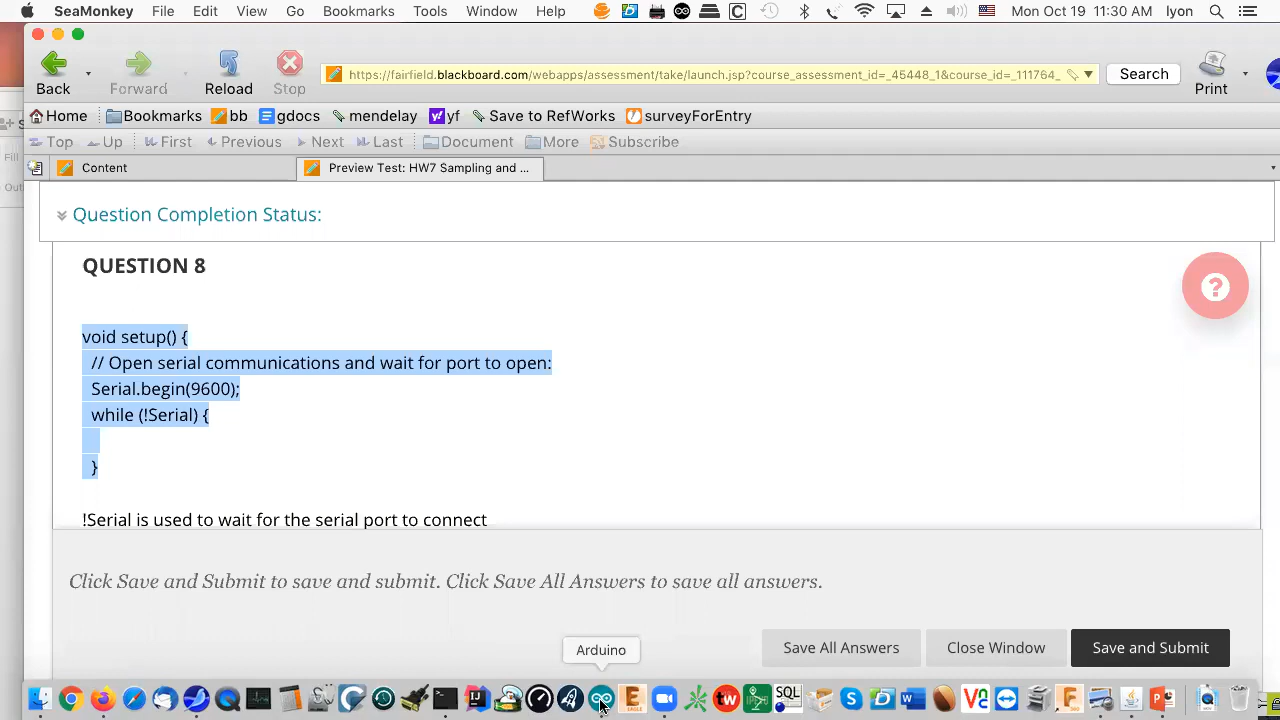 SeaMonkey File Edit View Go Bookmarks Tools Window Help Mon Oct 19 11:30 AM lyon
Back Forward Reload Stop https://fairfield.blackboard.com/webapps/assessment/take/launch.jsp?course_assessment_id=_45448_1&course_id=_111764_ Search Print
Home Bookmarks bb gdocs mendelay yf Save to RefWorks surveyForEntry
Top Up First Previous Next Last Document More Subscribe
Content Preview Test: HW7 Sampling and ...
Question Completion Status:
QUESTION 8
void setup() {
// Open serial communications and wait for port to open:
Serial.begin(9600);
while (!Serial) {
}
!Serial is used to wait for the serial port to connect
Click Save and Submit to save and submit. Click Save All Answers to save all answers.
Save All Answers Close Window Save and Submit
Arduino